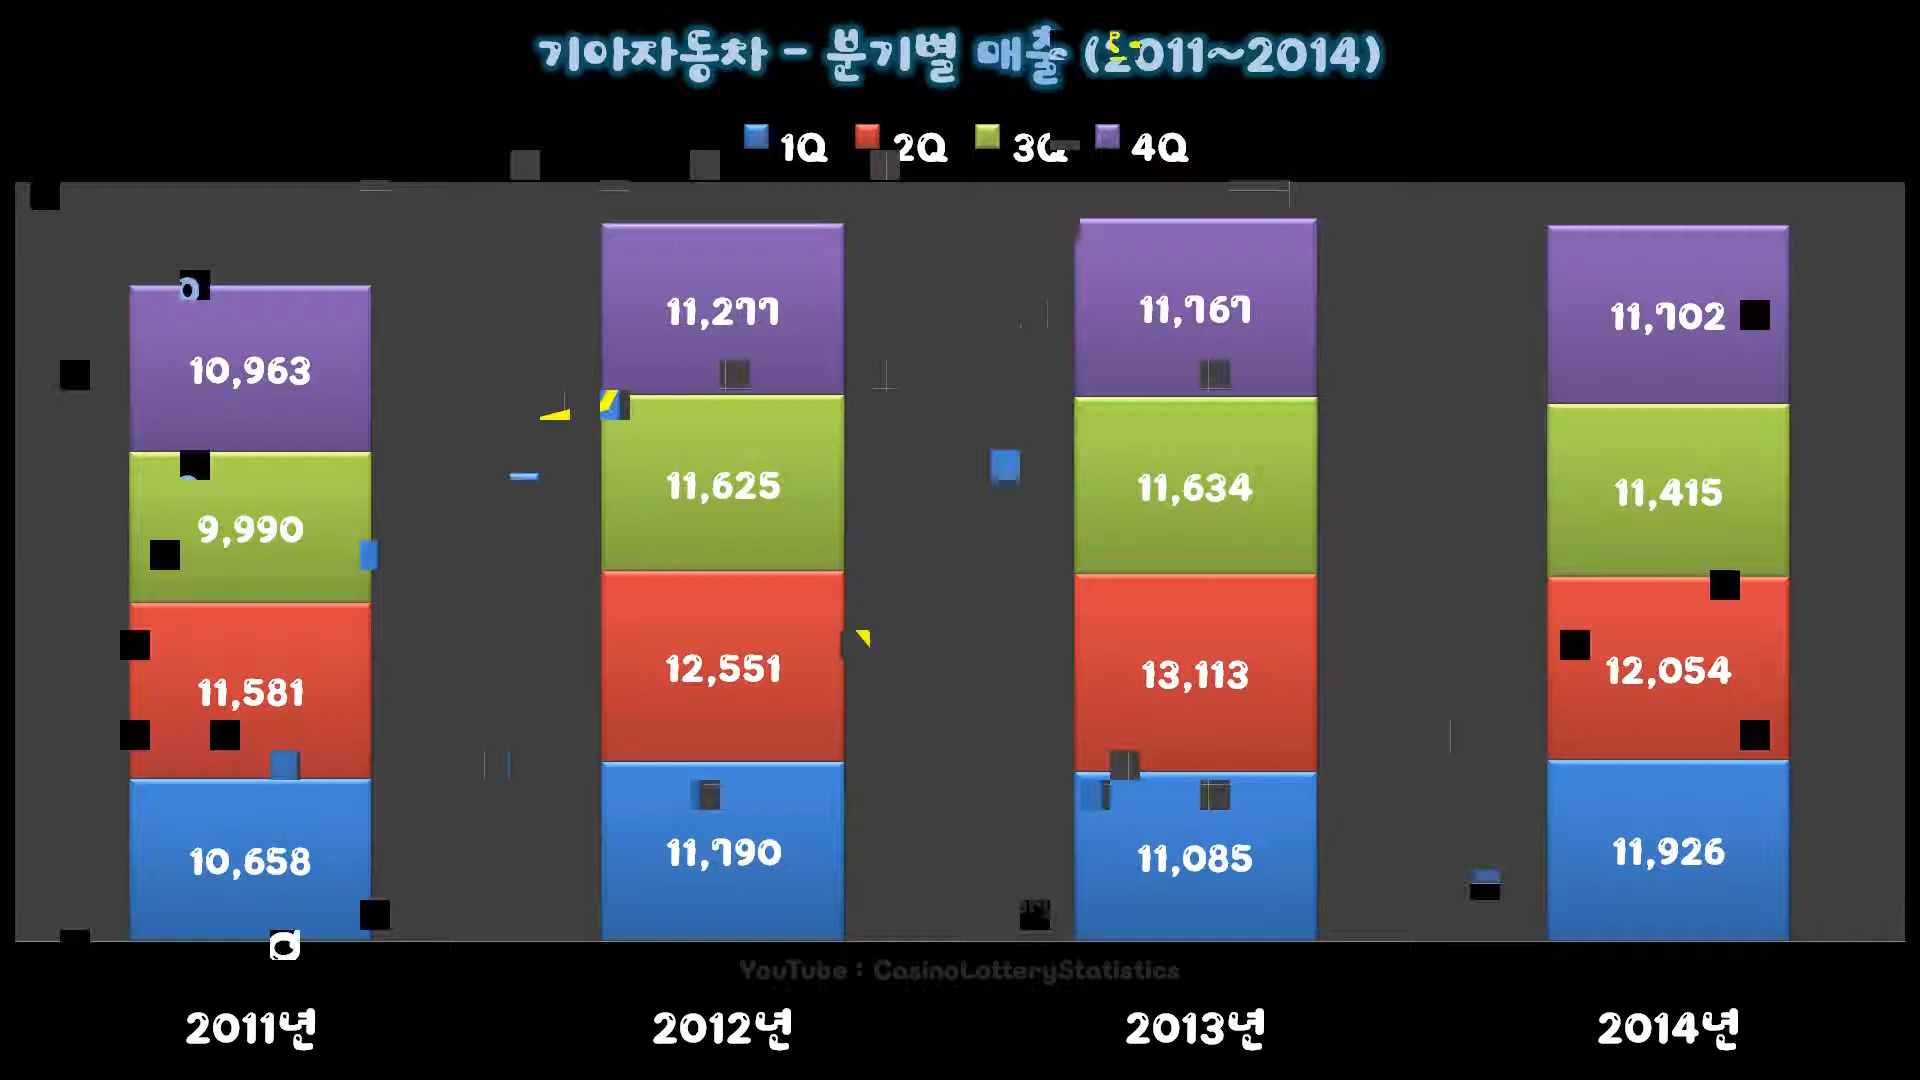 기아자동차 - 분기별 매출 (2011~2014)
1Q 2Q 3Q 4Q
10,963 11,277 11,767 11,702
9,990 11,625 11,634 11,415
11,581 12,551 13,113 12,054
10,658 11,790 11,085 11,926
YouTube : CasinoLotteryStatistics
2011년 2012년 2013년 2014년